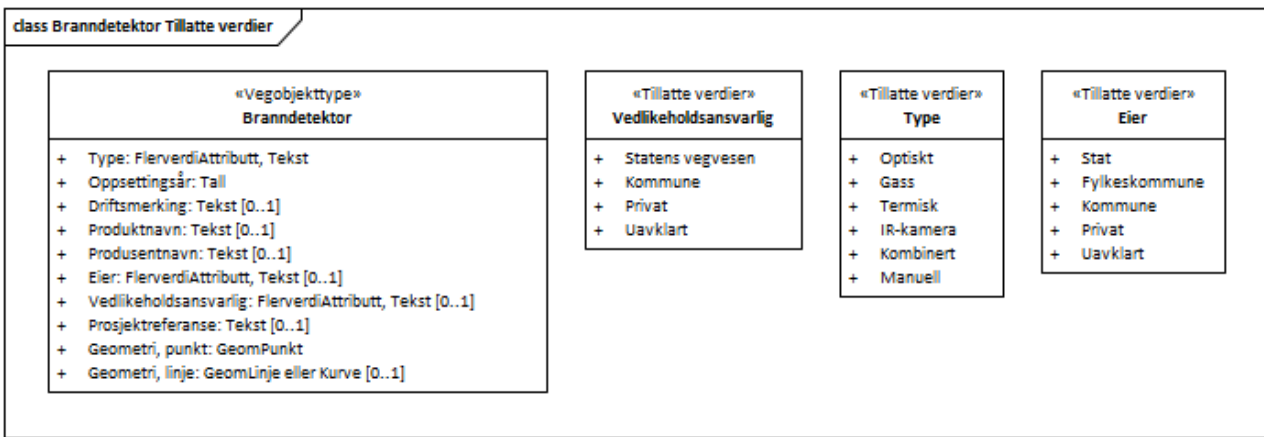 class Branndetektor Tillatte verdier
«Vegobjekttype»
Branndetektor
+ Type: FlerverdiAttributt, Tekst
+ Oppsettingsår: Tall
+ Driftsmerking: Tekst [0..1]
+ Produktnavn: Tekst [0..1]
+ Produsentnavn: Tekst [0..1]
+ Eier: FlerverdiAttributt, Tekst [0..1]
+ Vedlikeholdsansvarlig: FlerverdiAttributt, Tekst [0..1]
+ Prosjektreferanse: Tekst [0..1]
+ Geometri, punkt: GeomPunkt
+ Geometri, linje: GeomLinje eller Kurve [0..1]
«Tillatte verdier»
Vedlikeholdsansvarlig
+ Statens vegvesen
+ Kommune
+ Privat
+ Uavklart
«Tillatte verdier»
Type
+ Optiskt
+ Gass
+ Termisk
+ IR-kamera
+ Kombinert
+ Manuell
«Tillatte verdier»
Eier
+ Stat
+ Fylkeskommune
+ Kommune
+ Privat
+ Uavklart